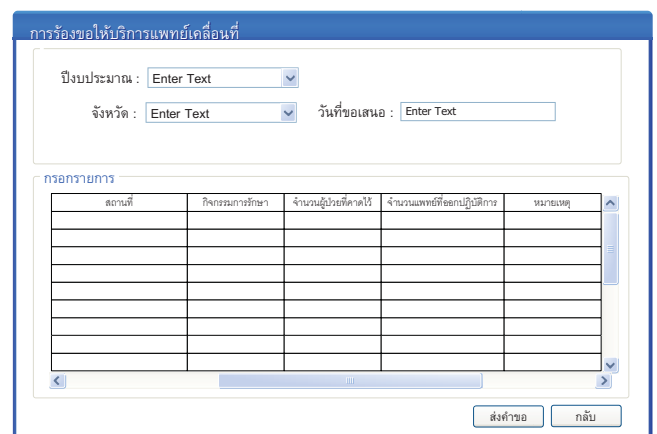 การร้องขอให้บริการแพทย์เคลื่อนที่
ปีงบประมาณ : Enter Text
จังหวัด : Enter Text วันที่ขอเสนอ : Enter Text
กรอกรายการ
สถานที่ กิจกรรมการรักษา จำนวนผู้ป่วยที่คาดไว้ จำนวนแพทย์ที่ออกปฏิบัติการ หมายเหตุ
ส่งคำขอ กลับ